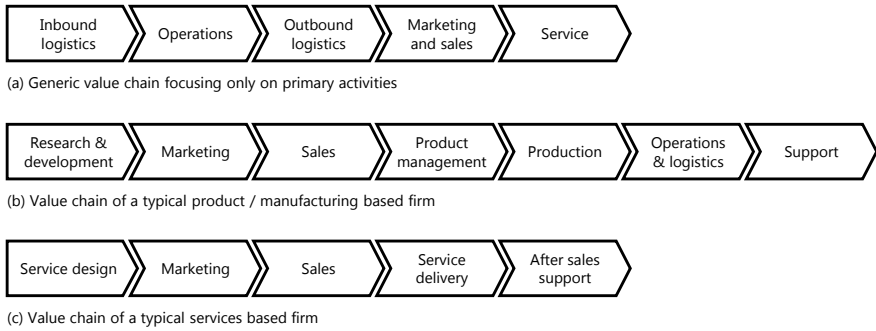 Inbound
logistics
Operations
Outbound
logistics
Marketing
and sales
Service
(a) Generic value chain focusing only on primary activities
Research &
development
Marketing
Sales
Product
management
Production
Operations
& logistics
Support
(b) Value chain of a typical product / manufacturing based firm
Service design
Marketing
Sales
Service
delivery
After sales
support
(c) Value chain of a typical services based firm